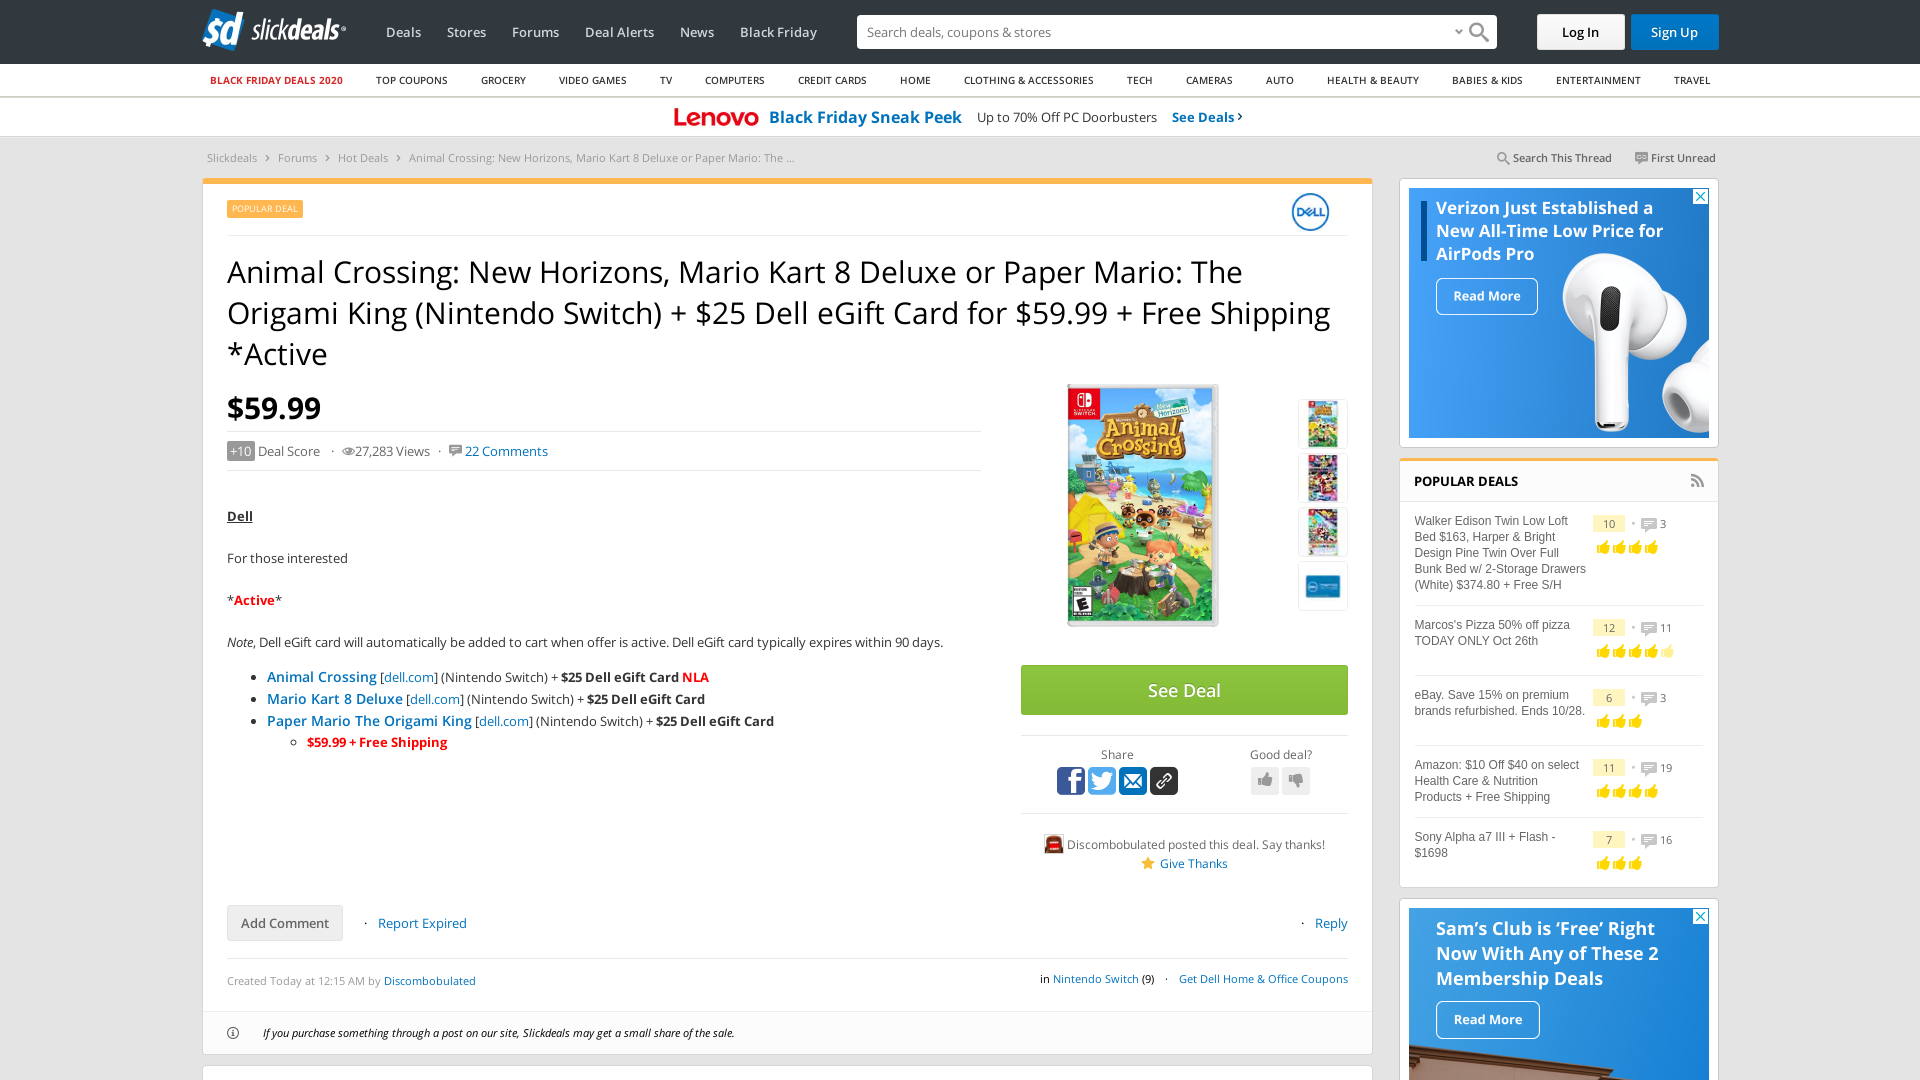 sd slickdeals
Deals Stores Forums Deal Alerts News Black Friday
Search deals, coupons & stores
Log In
Sign Up
BLACK FRIDAY DEALS 2020 TOP COUPONS GROCERY VIDEO GAMES TV COMPUTERS CREDIT CARDS HOME CLOTHING & ACCESSORIES TECH CAMERAS AUTO HEALTH & BEAUTY BABIES & KIDS ENTERTAINMENT TRAVEL
Lenovo Black Friday Sneak Peek Up to 70% Off PC Doorbusters See Deals ›
Slickdeals › Forums › Hot Deals › Animal Crossing: New Horizons, Mario Kart 8 Deluxe or Paper Mario: The ...
Search This Thread First Unread
POPULAR DEAL
DELL
Animal Crossing: New Horizons, Mario Kart 8 Deluxe or Paper Mario: The
Origami King (Nintendo Switch) + $25 Dell eGift Card for $59.99 + Free Shipping
*Active
$59.99
+10 Deal Score · 27,283 Views · 22 Comments
Dell
For those interested
*Active*
Note, Dell eGift card will automatically be added to cart when offer is active. Dell eGift card typically expires within 90 days.
• Animal Crossing [dell.com] (Nintendo Switch) + $25 Dell eGift Card NLA
• Mario Kart 8 Deluxe [dell.com] (Nintendo Switch) + $25 Dell eGift Card
• Paper Mario The Origami King [dell.com] (Nintendo Switch) + $25 Dell eGift Card
◦ $59.99 + Free Shipping
New Horizons
Animal
Crossing
E
See Deal
Share
Good deal?
Discombobulated posted this deal. Say thanks!
Give Thanks
Add Comment · Report Expired
· Reply
Created Today at 12:15 AM by Discombobulated
in Nintendo Switch (9) · Get Dell Home & Office Coupons
If you purchase something through a post on our site, Slickdeals may get a small share of the sale.
Verizon Just Established a
New All-Time Low Price for
AirPods Pro
Read More
POPULAR DEALS
Walker Edison Twin Low Loft
Bed $163, Harper & Bright
Design Pine Twin Over Full
Bunk Bed w/ 2-Storage Drawers
(White) $374.80 + Free S/H
10 • 3
Marcos's Pizza 50% off pizza
TODAY ONLY Oct 26th
12 • 11
eBay. Save 15% on premium
brands refurbished. Ends 10/28.
6 • 3
Amazon: $10 Off $40 on select
Health Care & Nutrition
Products + Free Shipping
11 • 19
Sony Alpha a7 III + Flash -
$1698
7 • 16
Sam's Club is 'Free' Right
Now With Any of These 2
Membership Deals
Read More